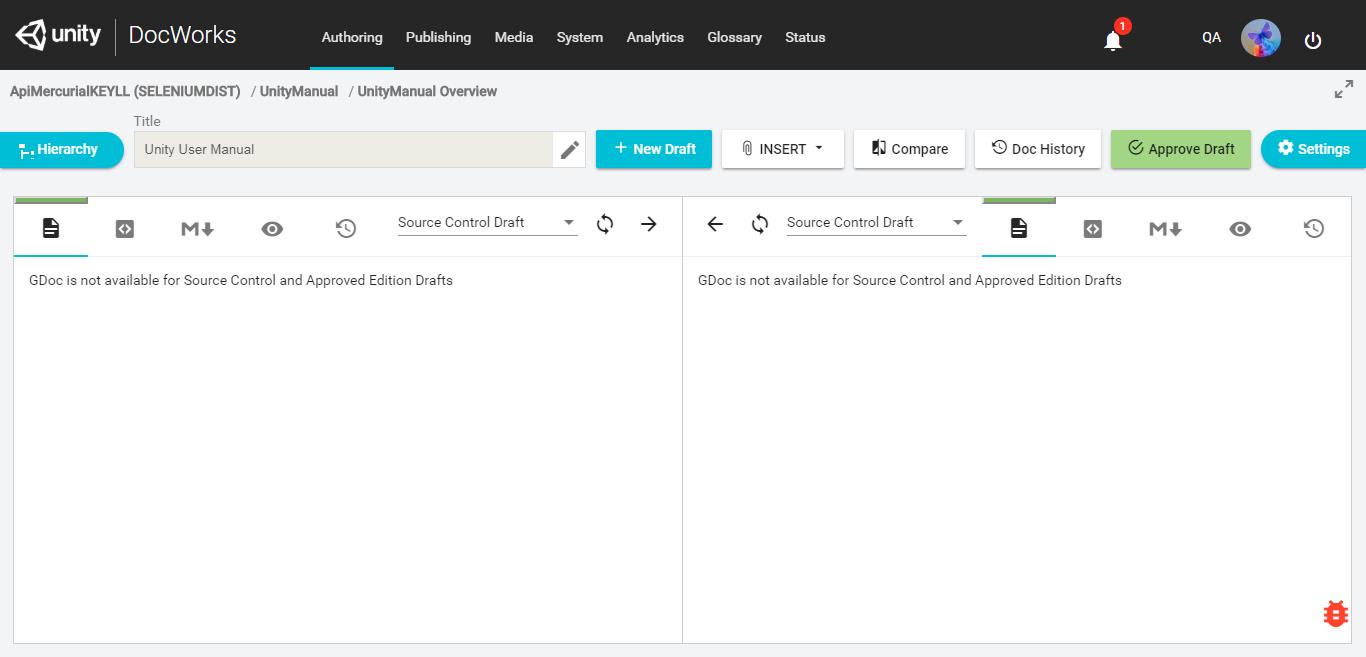 unity DocWorks Authoring Publishing Media System Analytics Glossary Status 1 QA
ApiMercurialKEYLL (SELENIUMDIST) / UnityManual / UnityManual Overview
Title
Hierarchy Unity User Manual + New Draft INSERT Compare Doc History Approve Draft Settings
M Source Control Draft Source Control Draft M
GDoc is not available for Source Control and Approved Edition Drafts GDoc is not available for Source Control and Approved Edition Drafts